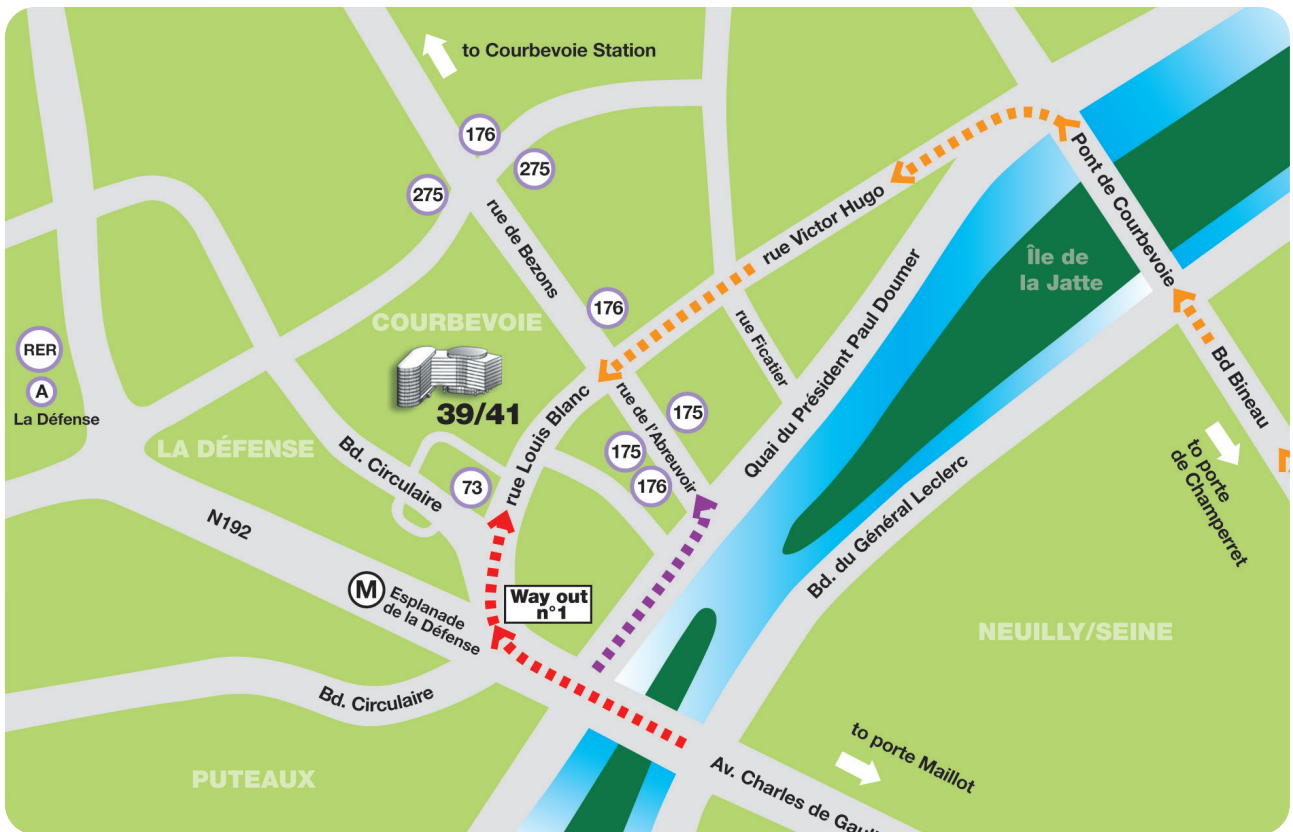 to Courbevoie Station
176
275
275
rue de Bezons
rue Victor Hugo
Pont de Courbevoie
Île de
la Jatte
Quai du Président Paul Doumer
176
COURBEVOIE
rue Ficatier
Bd Bineau
RER
A
La Défense
39/41
rue Louis Blanc
rue de l'Abreuvoir
175
175
176
LA DÉFENSE
Bd. Circulaire
73
to porte
de Champerret
N192
Bd. du Général Leclerc
M
Esplanade
de la Défense
Way out
n°1
NEUILLY/SEINE
Bd. Circulaire
to porte Maillot
PUTEAUX
Av. Charles de Gaull